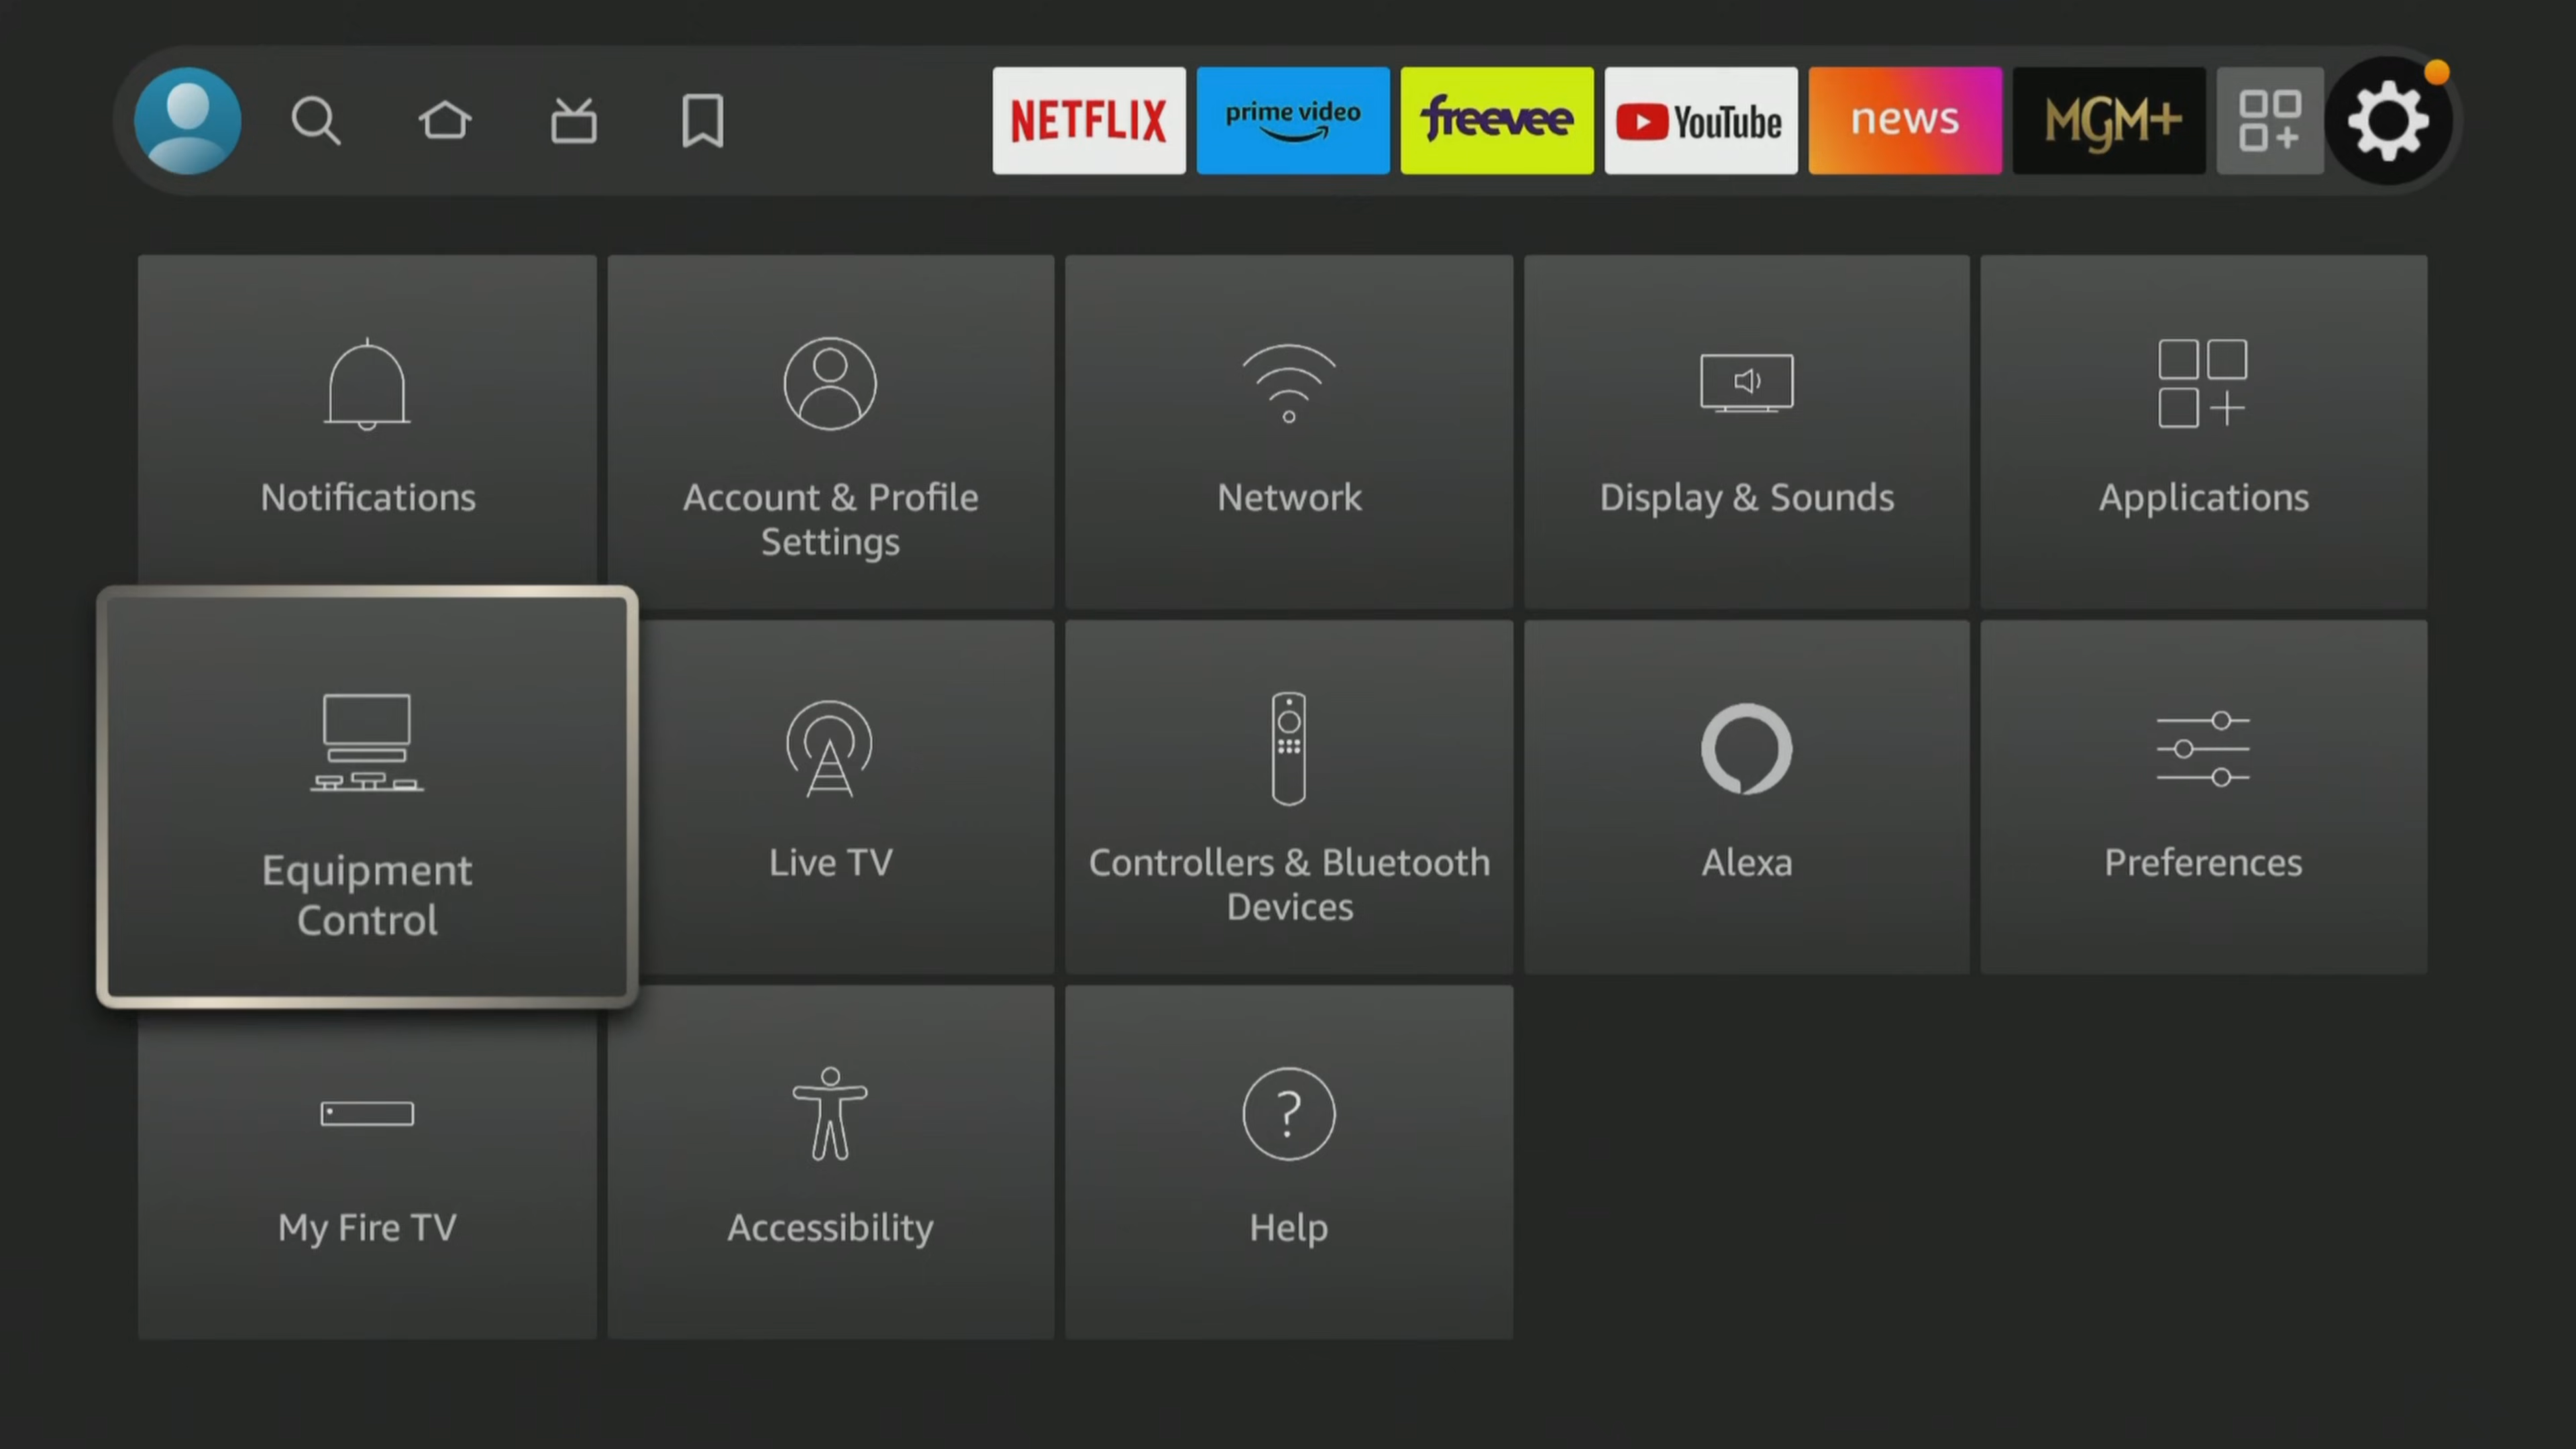 NETFLIX
prime video
freevee
YouTube
news
MGM+
Notifications
Account & Profile
Settings
Network
Display & Sounds
Applications
Equipment
Control
Live TV
Controllers & Bluetooth
Devices
Alexa
Preferences
My Fire TV
Accessibility
?
Help